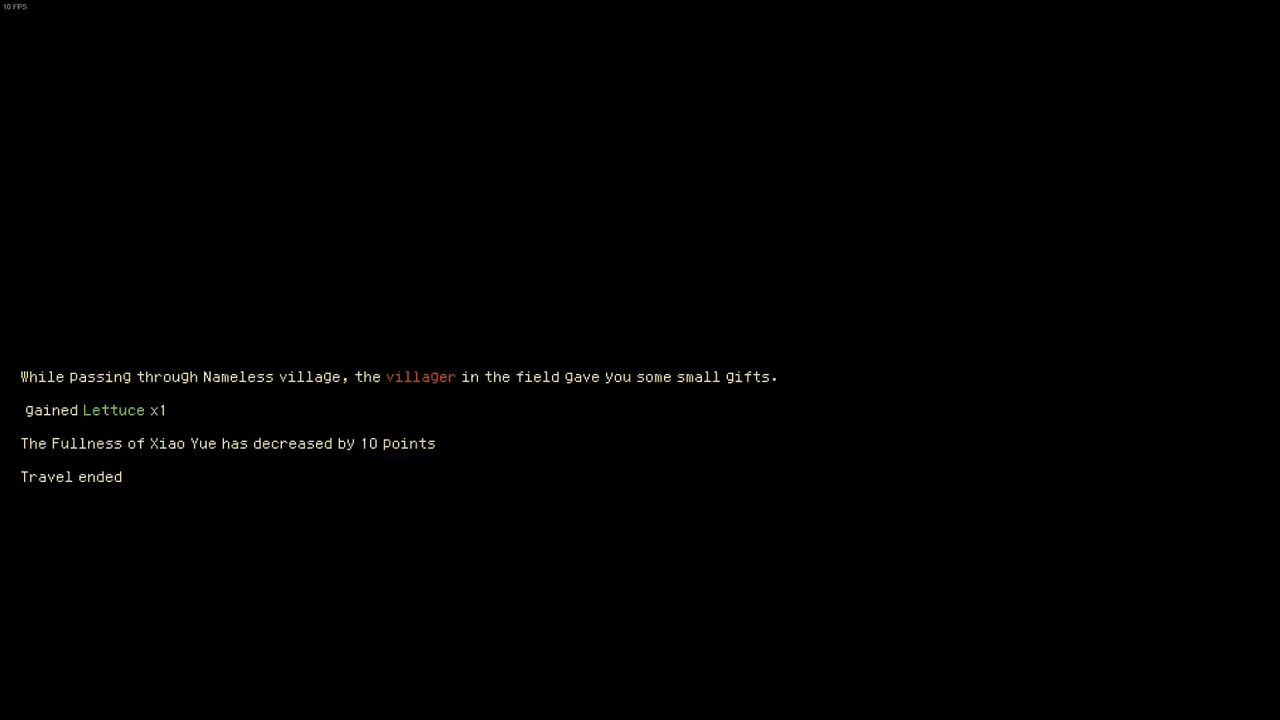 10 FPS
While passing through Nameless village, the villager in the field gave you some small gifts.
gained Lettuce x1
The Fullness of Xiao Yue has decreased by 10 points
Travel ended